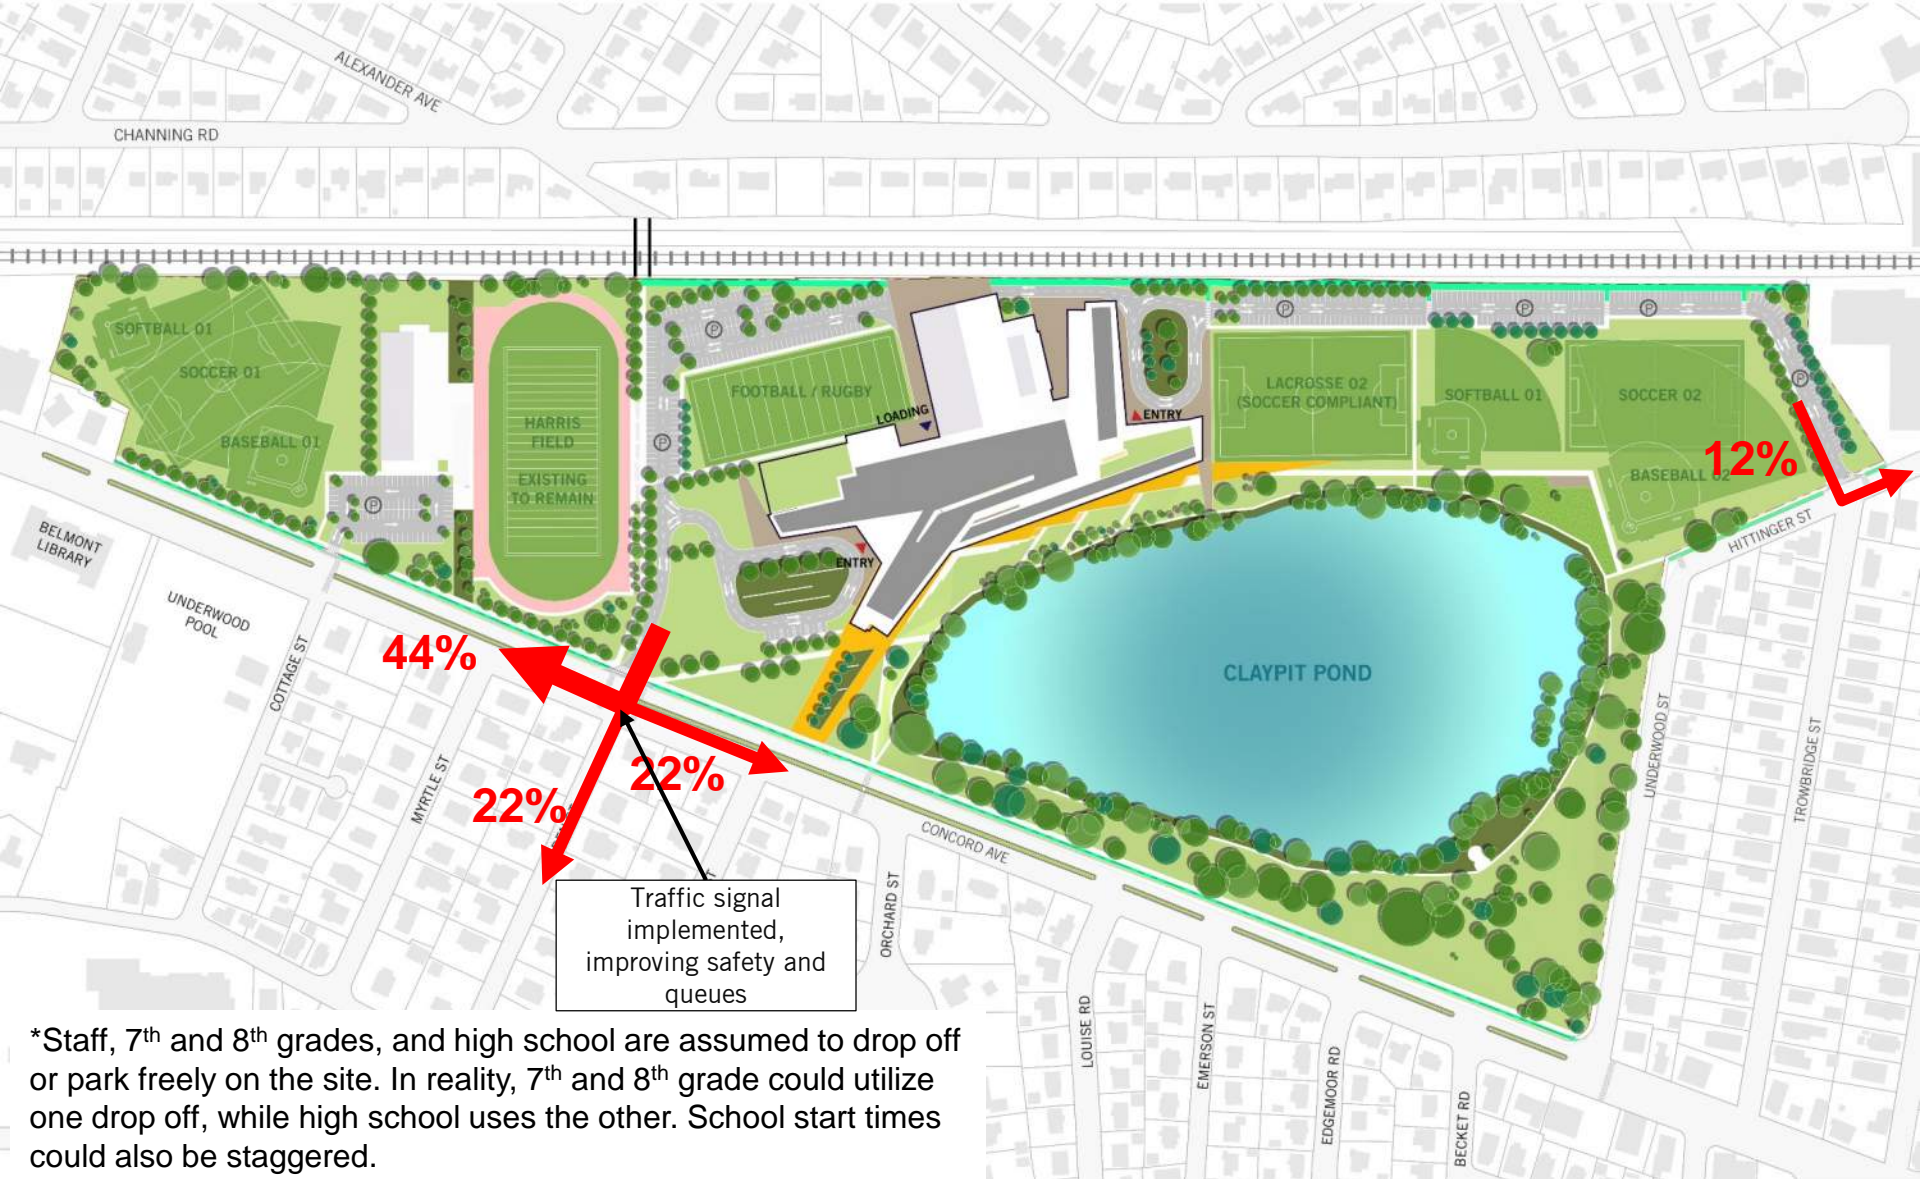 ALEXANDER AVE
CHANNING RD
SOFTBALL 01
SOCCER 01
BASEBALL 01
P
HARRIS
FIELD
EXISTING
TO REMAIN
P
P
FOOTBALL / RUGBY
LOADING
ENTRY
ENTRY
P
P
P
P
LACROSSE 02
(SOCCER COMPLIANT)
SOFTBALL 01
SOCCER 02
BASEBALL 02
12%
HITTINGER ST
BELMONT
LIBRARY
UNDERWOOD
POOL
COTTAGE ST
MYRTLE ST
44%
22%
22%
CLAYPIT POND
CONCORD AVE
ORCHARD ST
UNDERWOOD ST
TROWBRIDGE ST
LOUISE RD
EMERSON ST
EDGEMOOR RD
BECKET RD
Traffic signal
implemented,
improving safety and
queues
*Staff, 7th and 8th grades, and high school are assumed to drop off
or park freely on the site. In reality, 7th and 8th grade could utilize
one drop off, while high school uses the other. School start times
could also be staggered.